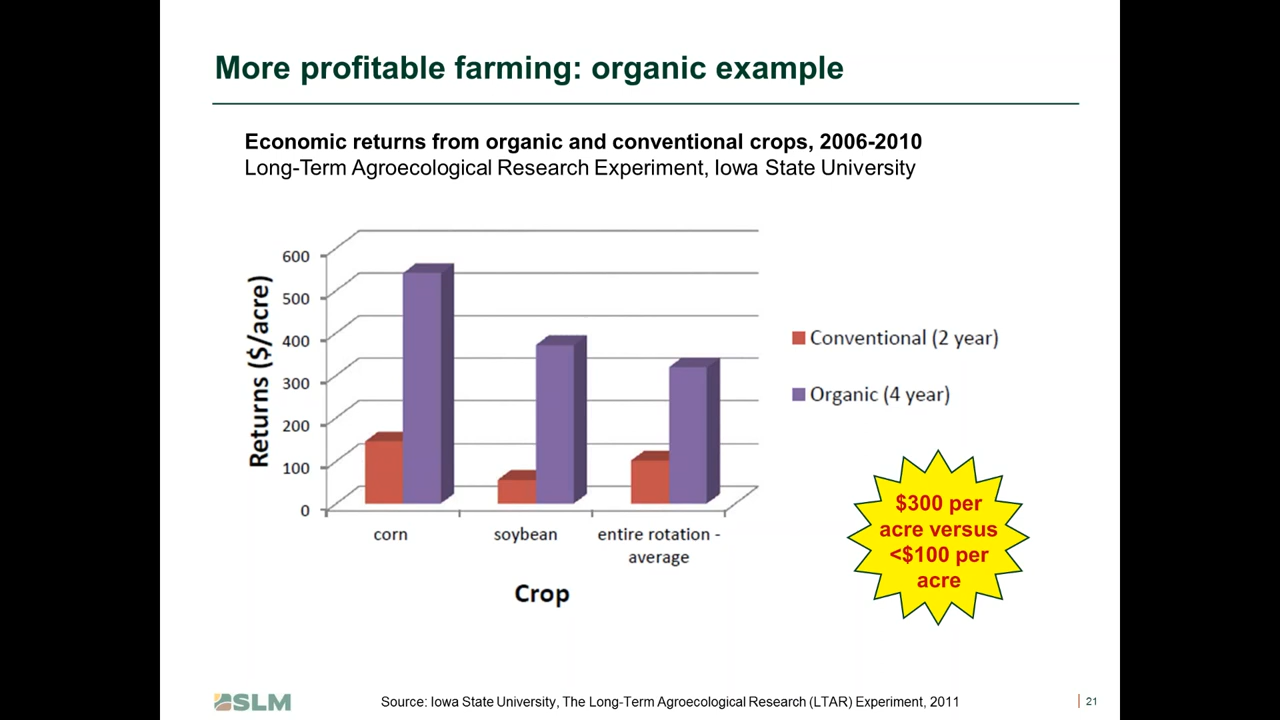 More profitable farming: organic example
Economic returns from organic and conventional crops, 2006-2010
Long-Term Agroecological Research Experiment, Iowa State University
Returns ($/acre)
600
500
400
300
200
100
0
corn
soybean
entire rotation -
average
Crop
Conventional (2 year)
Organic (4 year)
$300 per
acre versus
<$100 per
acre
SLM
Source: Iowa State University, The Long-Term Agroecological Research (LTAR) Experiment, 2011
21